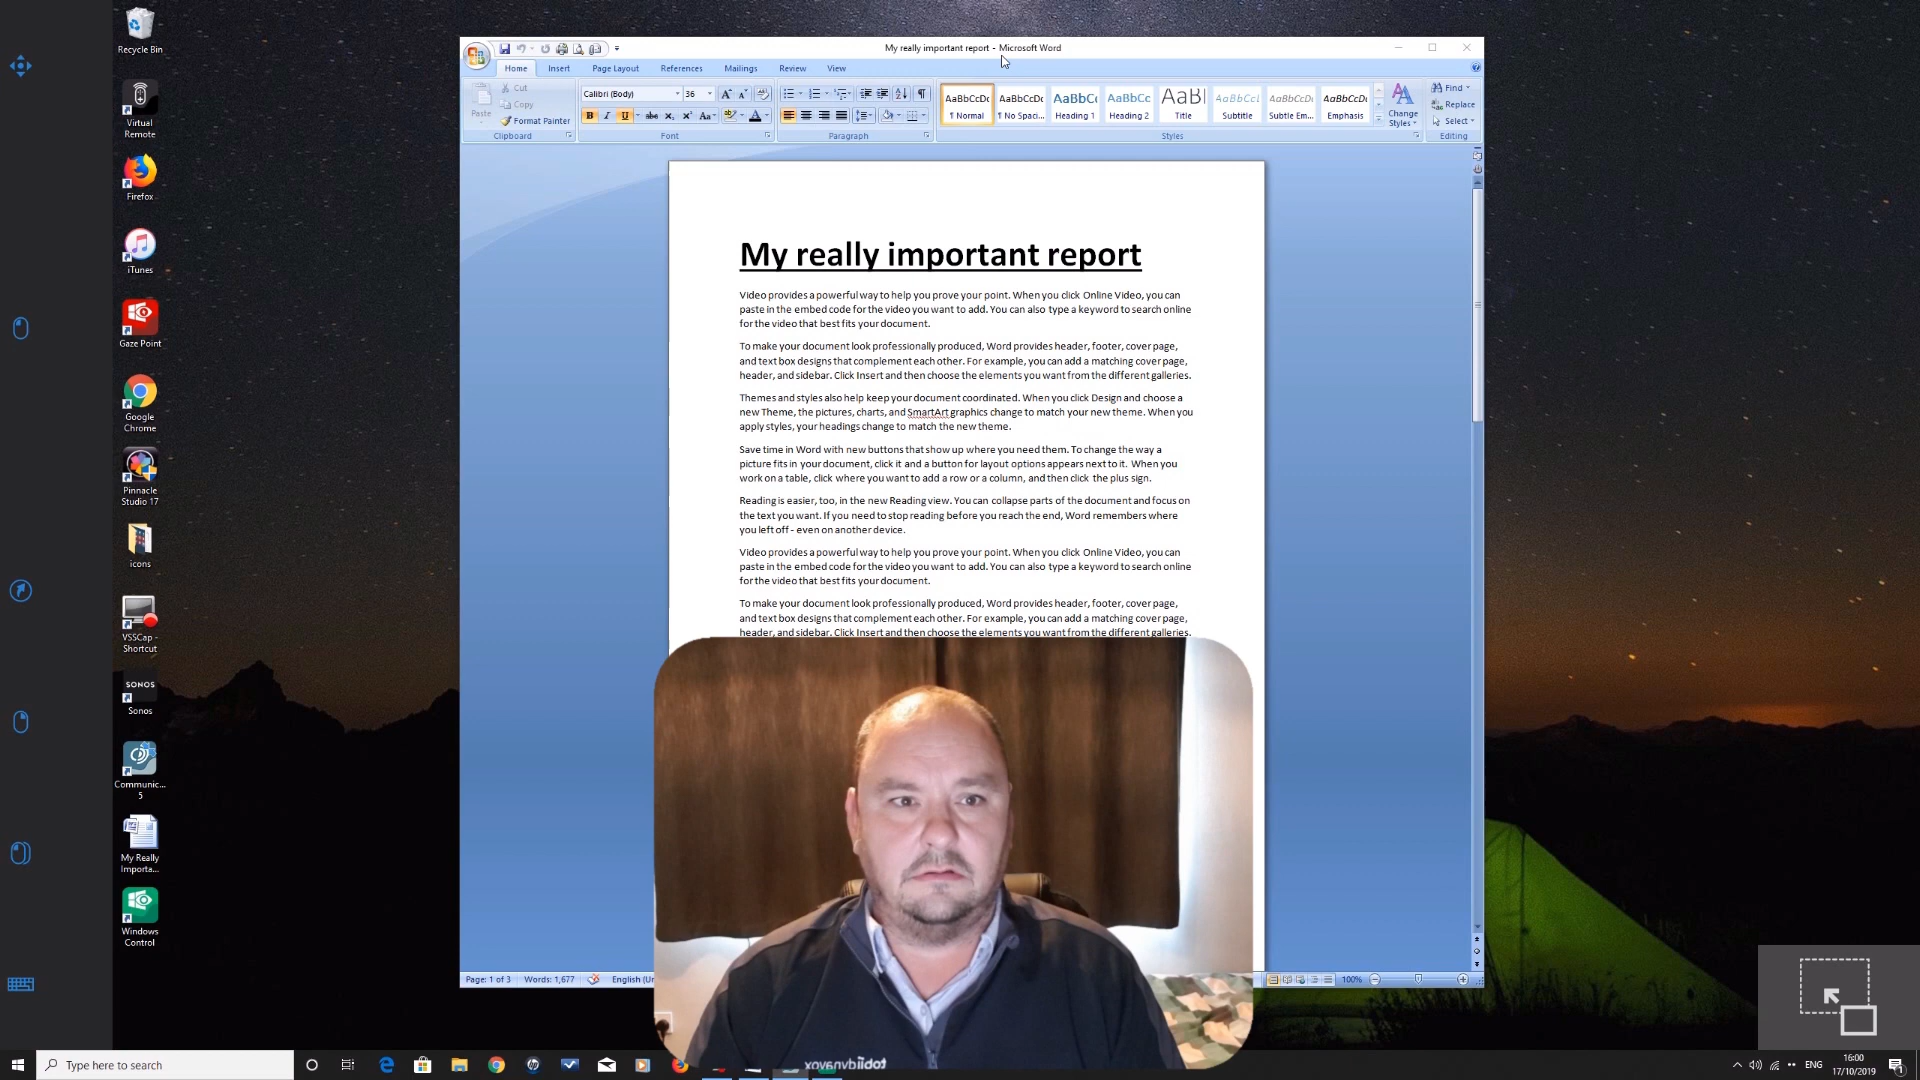 Recycle Bin
Virtual
Remote
Firefox
iTunes
Gaze Point
Google
Chrome
Pinnacle
Studio 17
icons
VSSCap -
Shortcut
SONOS
Sonos
Communic...
5
My Really
Importa...
Windows
Control
My really important report - Microsoft Word
Home Insert Page Layout References Mailings Review View
Paste
Cut
Copy
Format Painter
Clipboard
Calibri (Body) 36
Font
Paragraph
AaBbCcDc AaBbCcDc AaBbC( AaBbCc AaBl AaBbCcL AaBbCcDc AaBbCcDc
¶ Normal ¶ No Spaci... Heading 1 Heading 2 Title Subtitle Subtle Em... Emphasis
Change
Styles
Styles
Find
Replace
Select
Editing
My really important report
Video provides a powerful way to help you prove your point. When you click Online Video, you can
paste in the embed code for the video you want to add. You can also type a keyword to search online
for the video that best fits your document.
To make your document look professionally produced, Word provides header, footer, cover page,
and text box designs that complement each other. For example, you can add a matching cover page,
header, and sidebar. Click Insert and then choose the elements you want from the different galleries.
Themes and styles also help keep your document coordinated. When you click Design and choose a
new Theme, the pictures, charts, and SmartArt graphics change to match your new theme. When you
apply styles, your headings change to match the new theme.
Save time in Word with new buttons that show up where you need them. To change the way a
picture fits in your document, click it and a button for layout options appears next to it. When you
work on a table, click where you want to add a row or a column, and then click the plus sign.
Reading is easier, too, in the new Reading view. You can collapse parts of the document and focus on
the text you want. If you need to stop reading before you reach the end, Word remembers where
you left off - even on another device.
Video provides a powerful way to help you prove your point. When you click Online Video, you can
paste in the embed code for the video you want to add. You can also type a keyword to search online
for the video that best fits your document.
To make your document look professionally produced, Word provides header, footer, cover page,
and text box designs that complement each other. For example, you can add a matching cover page,
header, and sidebar. Click Insert and then choose the elements you want from the different galleries.
tobiidynavox
Page: 1 of 3 Words: 1,677 English (Un
100%
Type here to search
ENG
16:00
17/10/2019